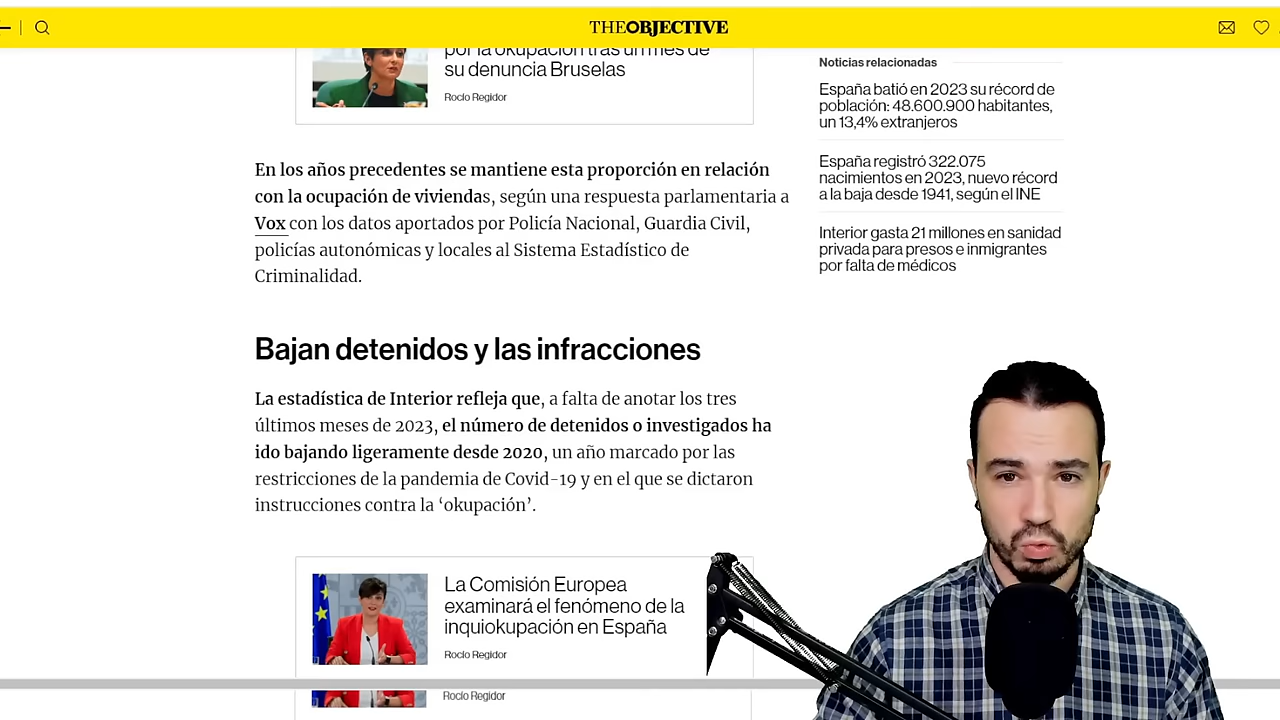 THEOBJECTIVE
por la okupación tras un mes de
su denuncia Bruselas
Rocío Regidor
En los años precedentes se mantiene esta proporción en relación
con la ocupación de viviendas, según una respuesta parlamentaria a
Vox con los datos aportados por Policía Nacional, Guardia Civil,
policías autonómicas y locales al Sistema Estadístico de
Criminalidad.
Bajan detenidos y las infracciones
La estadística de Interior refleja que, a falta de anotar los tres
últimos meses de 2023, el número de detenidos o investigados ha
ido bajando ligeramente desde 2020, un año marcado por las
restricciones de la pandemia de Covid-19 y en el que se dictaron
instrucciones contra la ‘okupación’.
La Comisión Europea
examinará el fenómeno de la
inquiokupación en España
Rocío Regidor
Rocío Regidor
Noticias relacionadas
España batió en 2023 su récord de
población: 48.600.900 habitantes,
un 13,4% extranjeros
España registró 322.075
nacimientos en 2023, nuevo récord
a la baja desde 1941, según el INE
Interior gasta 21 millones en sanidad
privada para presos e inmigrantes
por falta de médicos